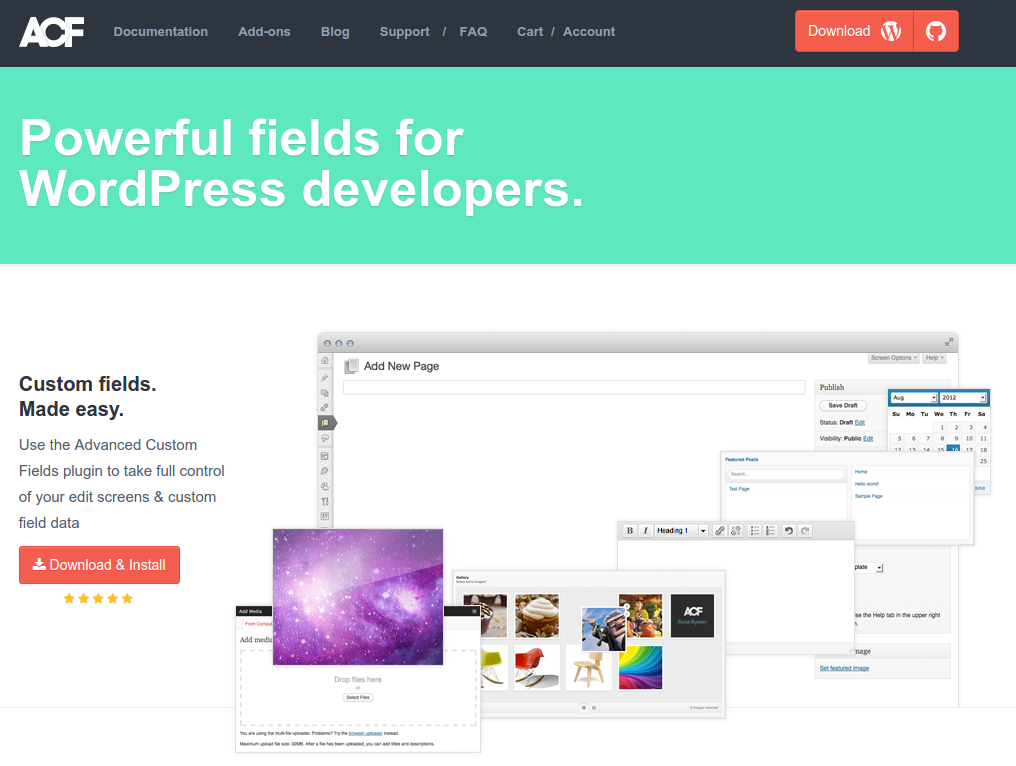 ACF
Documentation
Add-ons
Blog
Support / FAQ
Cart / Account
Download
Powerful fields for
WordPress developers.
Custom fields.
Made easy.
Use the Advanced Custom
Fields plugin to take full control
of your edit screens & custom
field data
Download & Install
Add New Page
Screen Options
Help
Publish
Save Draft
Status: Draft Edit
Visibility: Public Edit
Aug
2012
Su Mo Tu We Th Fr Sa
1 2 3 4
5 6 7 8 9 10 11
12 13 14 15 16 17 18
25
Featured Posts
Search...
Test Page
Home
Hello world!
Sample Page
B I Heading 1
plate
se the Help tab in the upper right
n.
mage
Set featured image
Gallery
Select some images?
ACF
6 images selected
Add Media
From Comput
Add media
Drop files here
or
Select Files
You are using the multi-file uploader. Problems? Try the browser uploader instead.
Maximum upload file size: 32MB. After a file has been uploaded, you can add titles and descriptions.